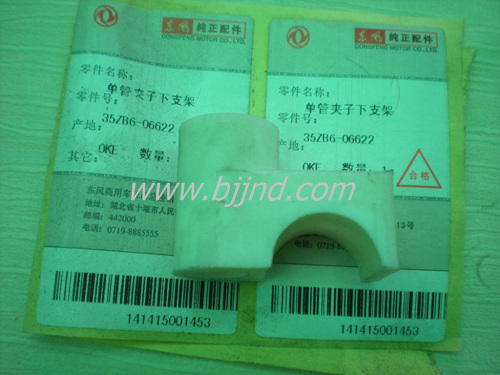 东风 纯正配件
DONGFENG MOTOR CO.,LTD.
零件名称:
单管夹子下支架
零件号:
35ZB6-06622
产地:
其它: OKE 数量:
东风商用车
地址: 湖北省十堰市人民
邮编: 442000
电话: 0719-8885555
141415001453
东风 纯正配件
DONGFENG MOTOR CO.,LTD.
零件名称:
单管夹子下支架
零件号:
35ZB6-06622
OKE 数量: 1
合格
13号
0719-
141415001453
www.bjjnd.com